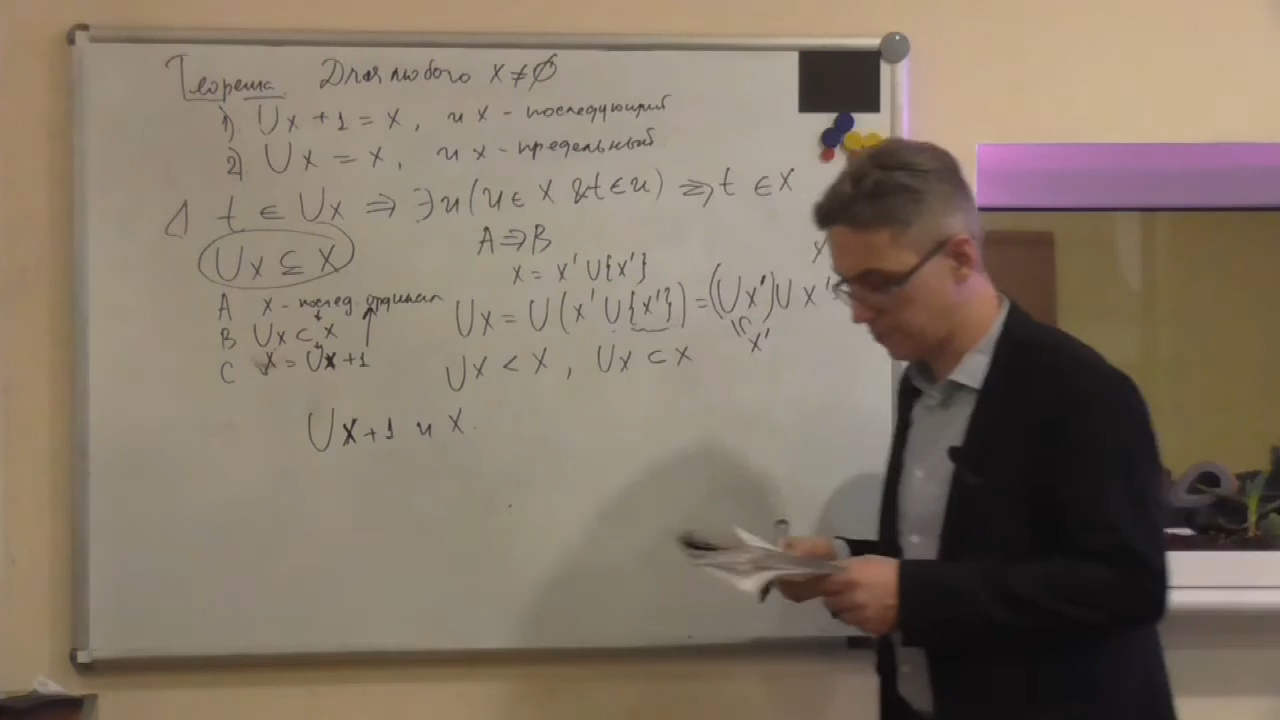 Теорема. Для любого x ≠ ∅
1) ∪x + 1 = x, и x - последующий
2) ∪x = x, и x - предельный
Δ t ∈ ∪x ⇒ ∃u(u ∈ x & t ∈ u) ⇒ t ∈ x
∪x ⊆ x
A ⇒ B
x = x' ∪ {x'}
A x - послед. ординал
B ∪x ⊂ x
C x = ∪x + 1
∪x = ∪(x' ∪ {x'}) = (∪x') ∪ x'
x'
∪x < x, ∪x ⊂ x
∪x + 1 и x